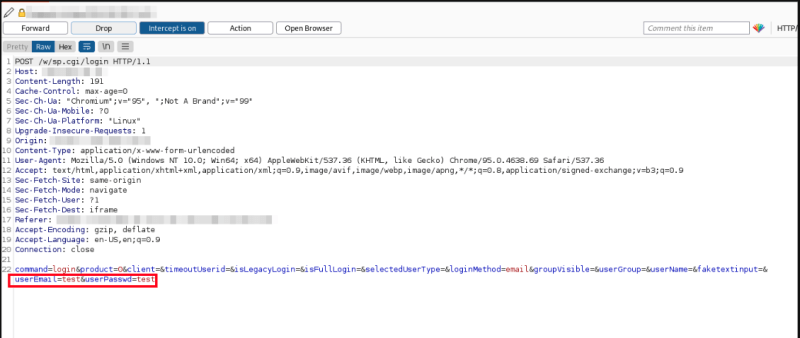 Forward Drop Intercept is on Action Open Browser Comment this item HTTP/
Pretty Raw Hex \n
1 POST /w/sp.cgi/login HTTP/1.1
2 Host:
3 Content-Length: 191
4 Cache-Control: max-age=0
5 Sec-Ch-Ua: "Chromium";v="95", ";Not A Brand";v="99"
6 Sec-Ch-Ua-Mobile: ?0
7 Sec-Ch-Ua-Platform: "Linux"
8 Upgrade-Insecure-Requests: 1
9 Origin:
10 Content-Type: application/x-www-form-urlencoded
11 User-Agent: Mozilla/5.0 (Windows NT 10.0; Win64; x64) AppleWebKit/537.36 (KHTML, like Gecko) Chrome/95.0.4638.69 Safari/537.36
12 Accept: text/html,application/xhtml+xml,application/xml;q=0.9,image/avif,image/webp,image/apng,*/*;q=0.8,application/signed-exchange;v=b3;q=0.9
13 Sec-Fetch-Site: same-origin
14 Sec-Fetch-Mode: navigate
15 Sec-Fetch-User: ?1
16 Sec-Fetch-Dest: iframe
17 Referer:
18 Accept-Encoding: gzip, deflate
19 Accept-Language: en-US,en;q=0.9
20 Connection: close
21
22 command=login&product=0&client=&timeoutUserid=&isLegacyLogin=&isFullLogin=&selectedUserType=&loginMethod=email&groupVisible=&userGroup=&userName=&faketextinput=&
userEmail=test&userPasswd=test